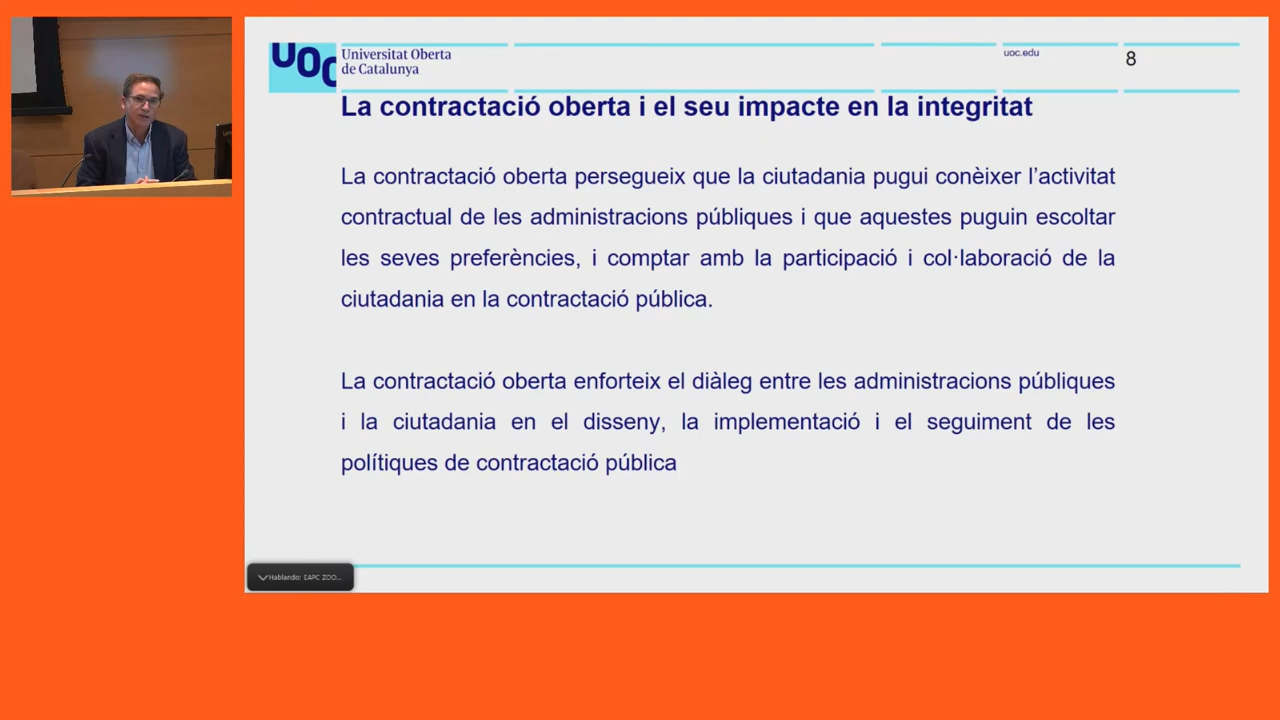 UOC
Universitat Oberta
de Catalunya
uoc.edu
8
La contractació oberta i el seu impacte en la integritat
La contractació oberta persegueix que la ciutadania pugui conèixer l’activitat
contractual de les administracions públiques i que aquestes puguin escoltar
les seves preferències, i comptar amb la participació i col·laboració de la
ciutadania en la contractació pública.
La contractació oberta enforteix el diàleg entre les administracions públiques
i la ciutadania en el disseny, la implementació i el seguiment de les
polítiques de contractació pública
Hablando: EAPC ZOO...